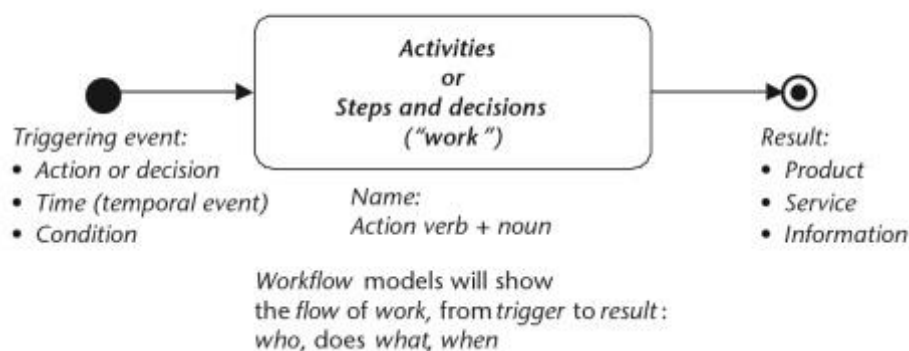 Activities
or
Steps and decisions
("work")
Triggering event:
• Action or decision
• Time (temporal event)
• Condition
Name:
Action verb + noun
Result:
• Product
• Service
• Information
Workflow models will show
the flow of work, from trigger to result:
who, does what, when